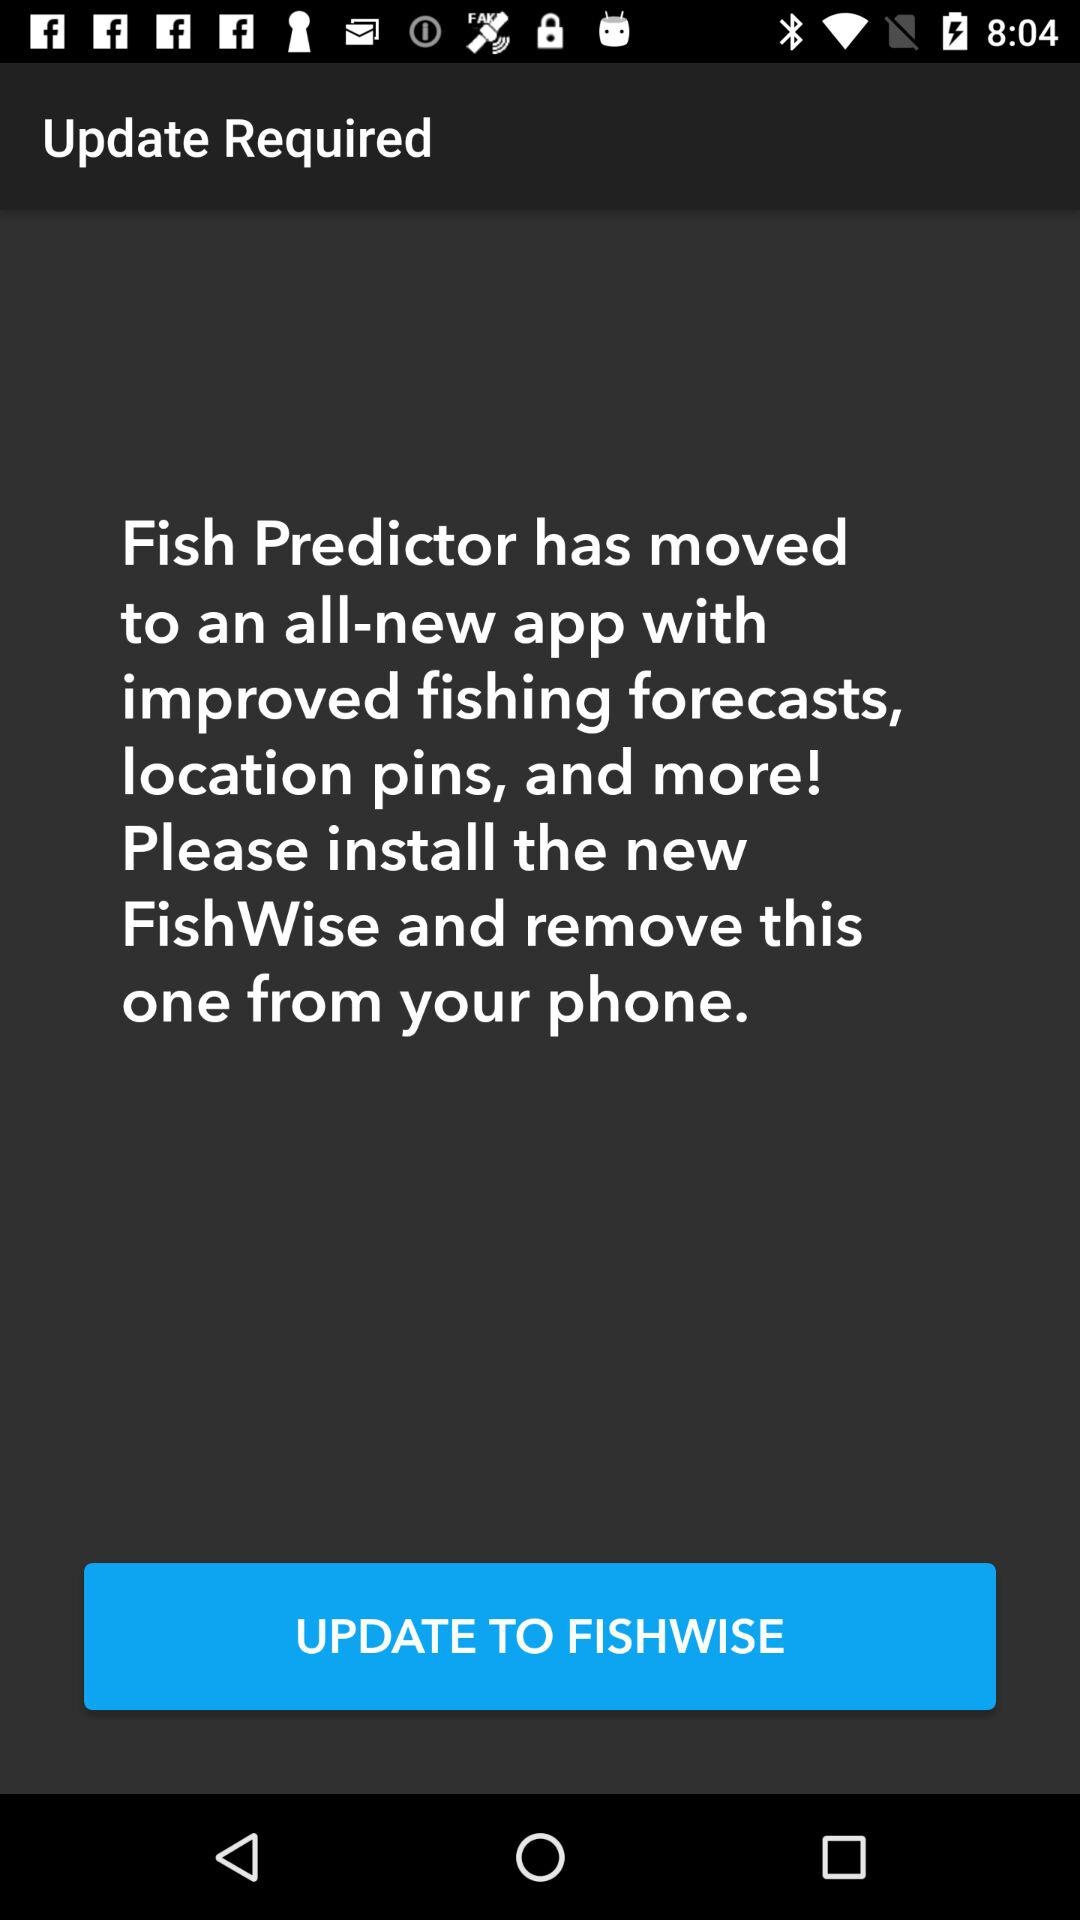 FAKE
8:04
Update Required
Fish Predictor has moved
to an all-new app with
improved fishing forecasts,
location pins, and more!
Please install the new
FishWise and remove this
one from your phone.
UPDATE TO FISHWISE